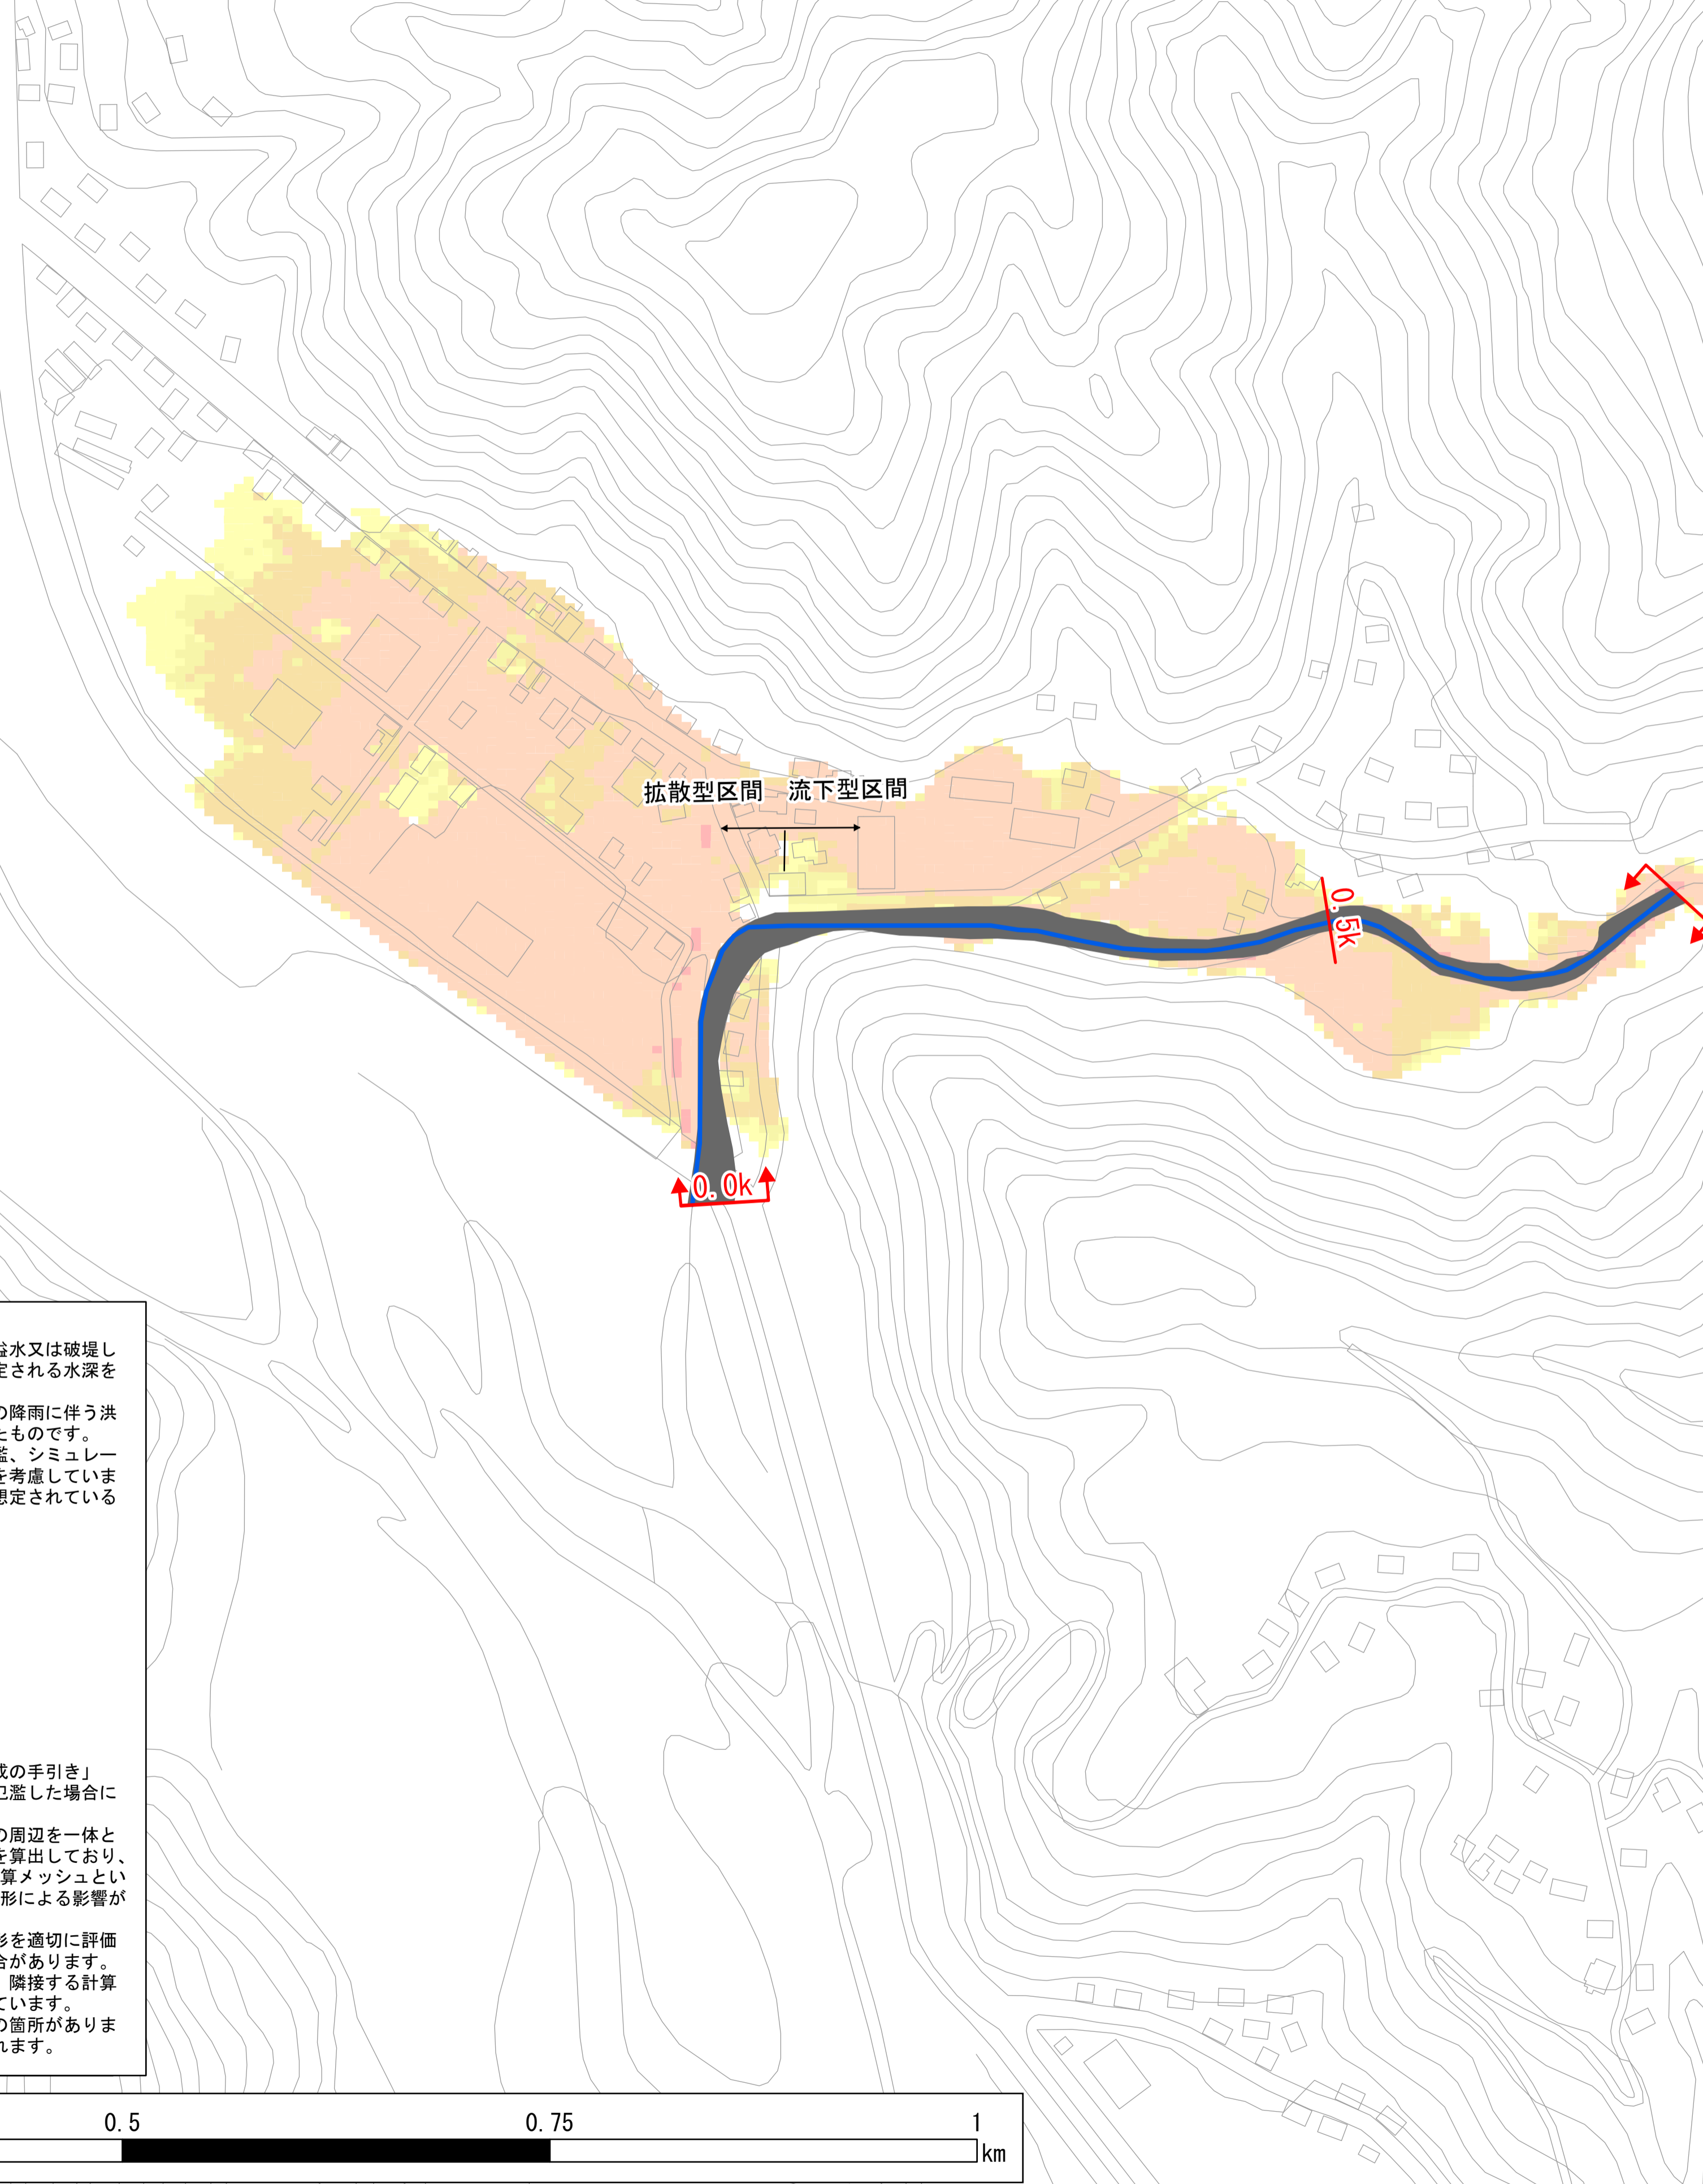 拡散型区間 流下型区間
0.5k
0.0k
溢水又は破堤し
定される水深を
の降雨に伴う洪
たものです。
濫、シミュレー
を考慮していま
想定されている
成の手引き」
氾濫した場合に
の周辺を一体と
を算出しており、
算メッシュとい
形による影響が
形を適切に評価
合があります。
隣接する計算
ています。
の箇所がありま
れます。
0.5 0.75 1
km